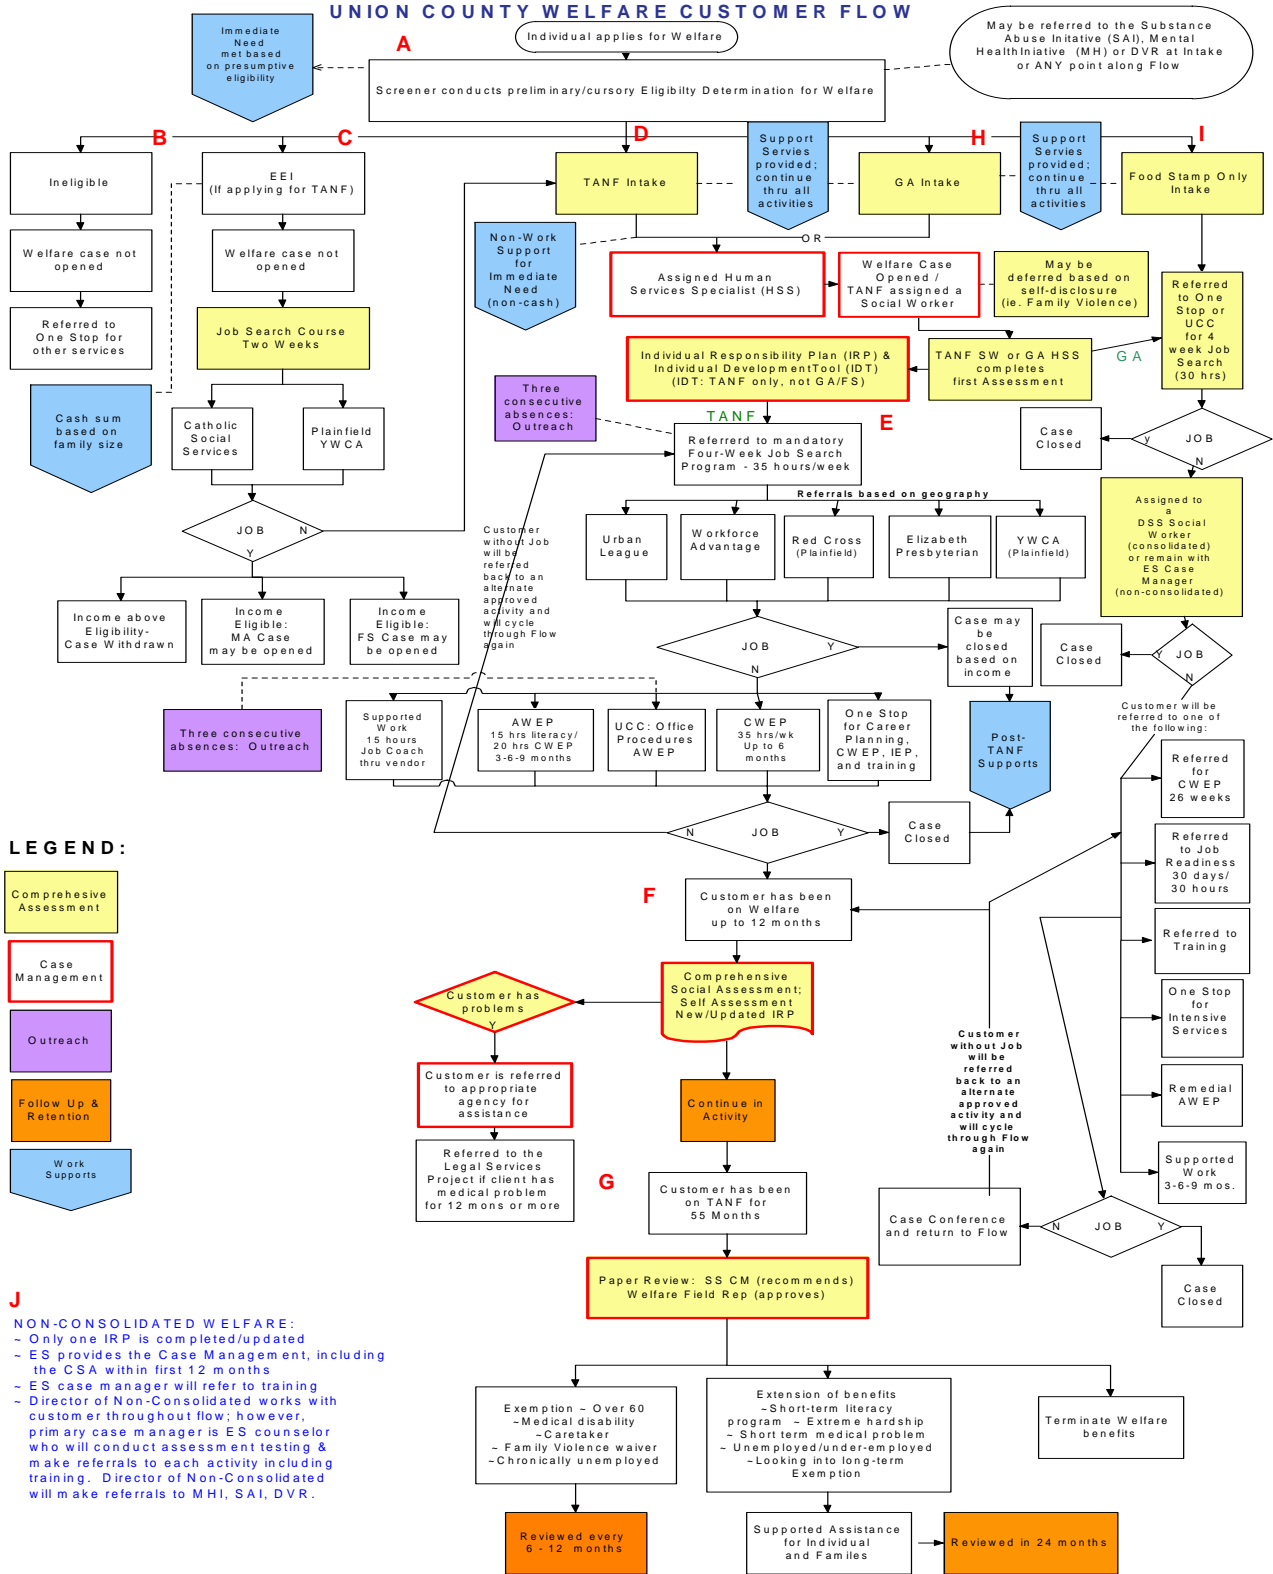 UNION COUNTY WELFARE CUSTOMER FLOW
Immediate
Need
met based
on presumptive
eligibility
A
Individual applies for Welfare
May be referred to the Substance
Abuse Initative (SAI), Mental
HealthIniative (MH) or DVR at Intake
or ANY point along Flow
Screener conducts preliminary/cursory Eligibilty Determination for Welfare
B
C
D
H
I
Ineligible
EEI
(If applying for TANF)
TANF Intake
Support
Servies
provided;
continue
thru all
activities
GA Intake
Support
Servies
provided;
continue
thru all
activities
Food Stamp Only
Intake
Welfare case not
opened
Welfare case not
opened
Non-Work
Support
for
Immediate
Need
(non-cash)
OR
Assigned Human
Services Specialist (HSS)
Welfare Case
Opened /
TANF assigned a
Social Worker
May be
deferred based on
self-disclosure
(ie. Family Violence)
Referred
to One
Stop or
UCC
for 4
week Job
Search
(30 hrs)
Referred to
One Stop for
other services
Job Search Course
Two Weeks
Individual Responsibility Plan (IRP) &
Individual DevelopmentTool (IDT)
(IDT: TANF only, not GA/FS)
TANF SW or GA HSS
completes
first Assessment
GA
Three
consecutive
absences:
Outreach
TANF
E
Cash sum
based on
family size
Catholic
Social
Services
Plainfield
YWCA
Referrerd to mandatory
Four-Week Job Search
Program - 35 hours/week
Case
Closed
y
JOB
N
Referrals based on geography
JOB
N
Y
Customer
without Job
will be
referred
back to an
alternate
approved
activity and
will cycle
through Flow
again
Urban
League
Workforce
Advantage
Red Cross
(Plainfield)
Elizabeth
Presbyterian
YWCA
(Plainfield)
Assigned to
a
DSS Social
Worker
(consolidated)
or remain with
ES Case
Manager
(non-consolidated)
Income above
Eligibility-
Case Withdrawn
Income
Eligible:
MA Case
may be opened
Income
Eligible:
FS Case may
be opened
JOB
Y
N
Case may
be
closed
based on
income
Case
Closed
Y
JOB
N
Three consecutive
absences: Outreach
Supported
Work
15 hours
Job Coach
thru vendor
AWEP
15 hrs literacy/
20 hrs CWEP
3-6-9 months
UCC: Office
Procedures
AWEP
CWEP
35 hrs/wk
Up to 6
months
One Stop
for Career
Planning,
CWEP, IEP,
and training
Post-
TANF
Supports
Customer will be
referred to one of
the following:
Referred
for
CWEP
26 weeks
N
JOB
Y
Case
Closed
Referred
to Job
Readiness
30 days/
30 hours
LEGEND:
Comprehesive
Assessment
F
Customer has been
on Welfare
up to 12 months
Referred to
Training
Case
Management
Customer has
problems
Y
Comprehensive
Social Assessment;
Self Assessment
New/Updated IRP
One Stop
for
Intensive
Services
Outreach
Customer
without Job
will be
referred
back to an
alternate
approved
activity and
will cycle
through Flow
again
Customer is referred
to appropriate
agency for
assistance
Continue in
Activity
Remedial
AWEP
Follow Up &
Retention
Referred to the
Legal Services
Project if client has
medical problem
for 12 mons or more
G
Customer has been
on TANF for
55 Months
Supported
Work
3-6-9 mos.
Work
Supports
Case Conference
and return to Flow
N
JOB
Y
Case
Closed
Paper Review: SS CM (recommends)
Welfare Field Rep (approves)
J
NON-CONSOLIDATED WELFARE:
~ Only one IRP is completed/updated
~ ES provides the Case Management, including
the CSA within first 12 months
~ ES case manager will refer to training
~ Director of Non-Consolidated works with
customer throughout flow; however,
primary case manager is ES counselor
who will conduct assessment testing &
make referrals to each activity including
training. Director of Non-Consolidated
will make referrals to MHI, SAI, DVR.
Exemption ~ Over 60
~Medical disability
~Caretaker
~ Family Violence waiver
~Chronically unemployed
Extension of benefits
~Short-term literacy
program ~ Extreme hardship
~ Short term medical problem
~ Unemployed/under-employed
~Looking into long-term
Exemption
Terminate Welfare
benefits
Reviewed every
6 - 12 months
Supported Assistance
for Individual
and Familes
Reviewed in 24 months